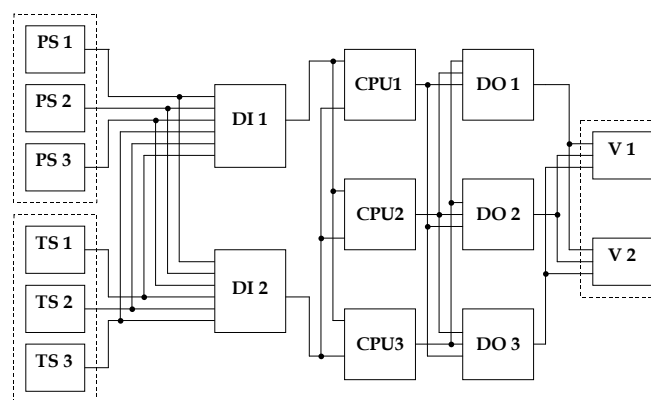 PS 1
PS 2
PS 3
TS 1
TS 2
TS 3
DI 1
DI 2
CPU1
CPU2
CPU3
DO 1
DO 2
DO 3
V 1
V 2